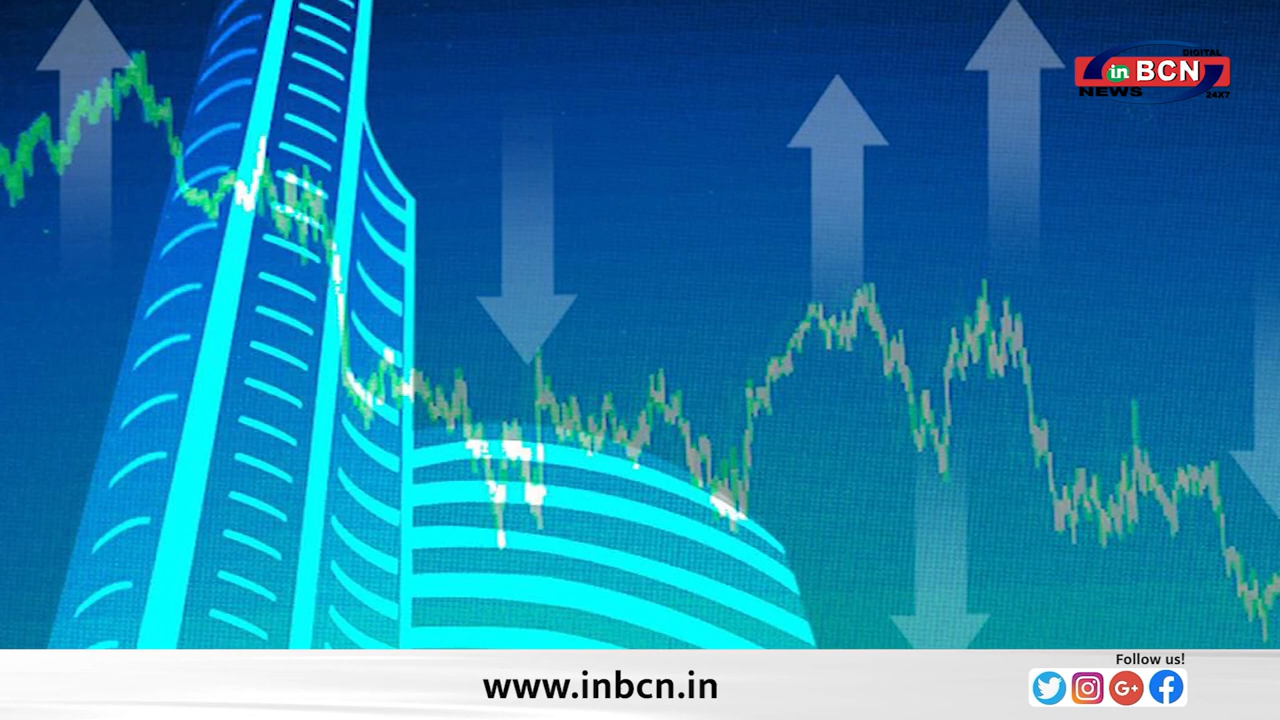 DIGITAL
in BCN
NEWS 24X7
Follow us!
www.inbcn.in
G+